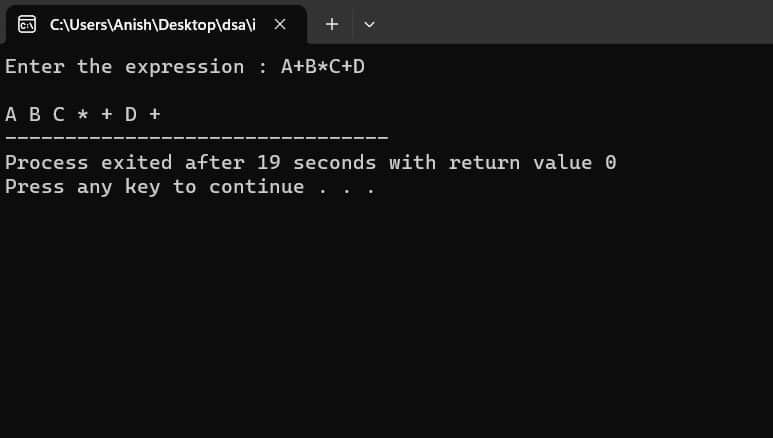 C:\Users\Anish\Desktop\dsa\i
Enter the expression : A+B*C+D
A B C * + D +
--------------------------------
Process exited after 19 seconds with return value 0
Press any key to continue . . .